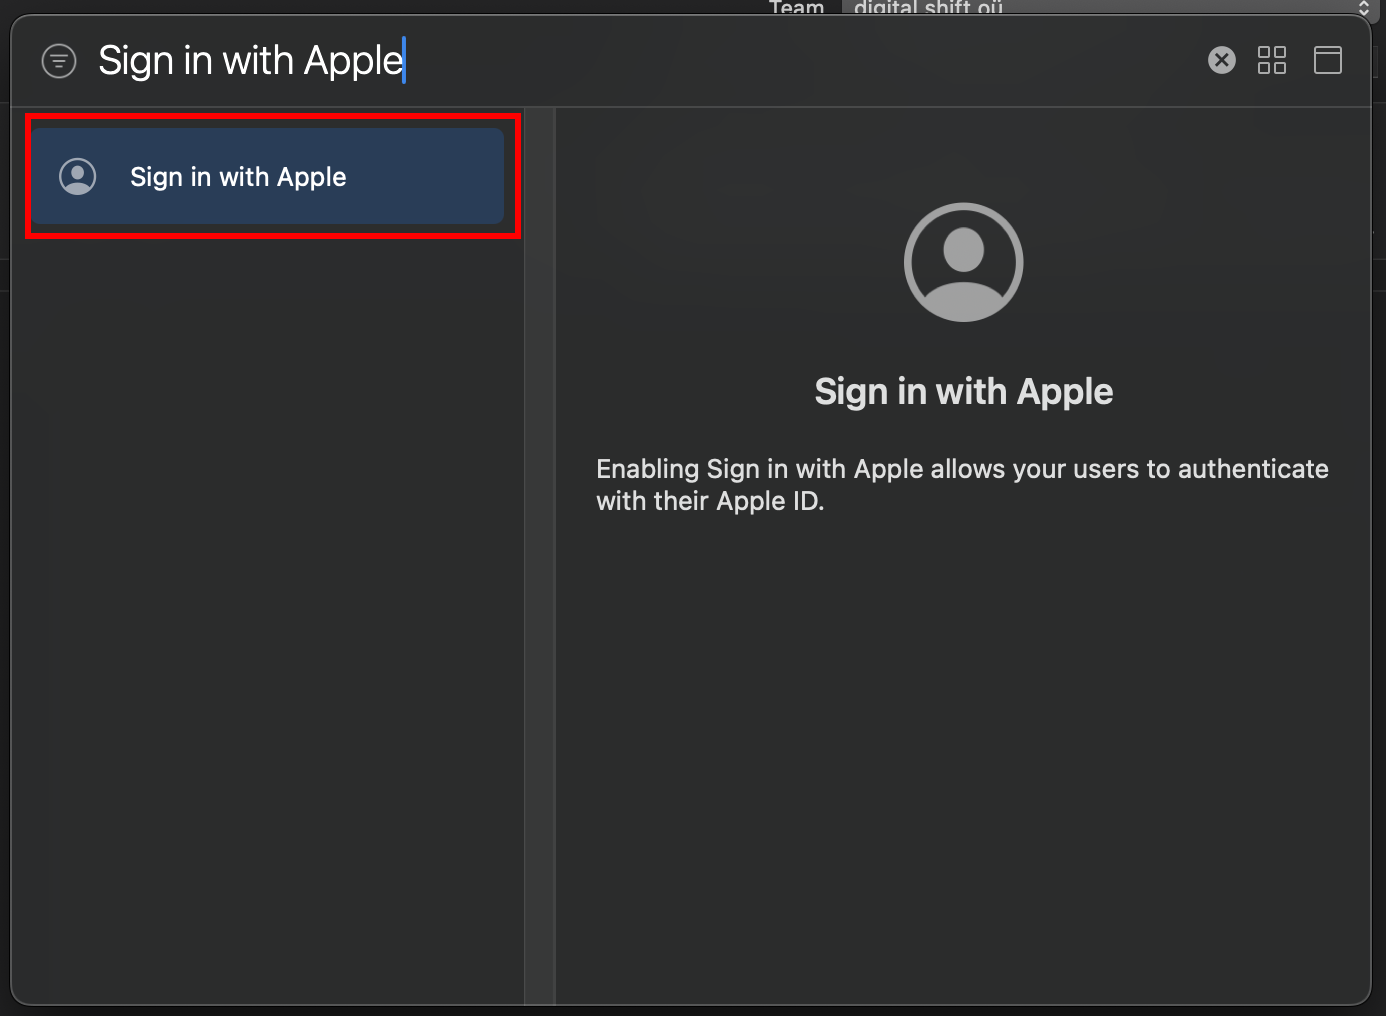 Team digital shift oü
Sign in with Apple
Sign in with Apple
Sign in with Apple
Enabling Sign in with Apple allows your users to authenticate
with their Apple ID.